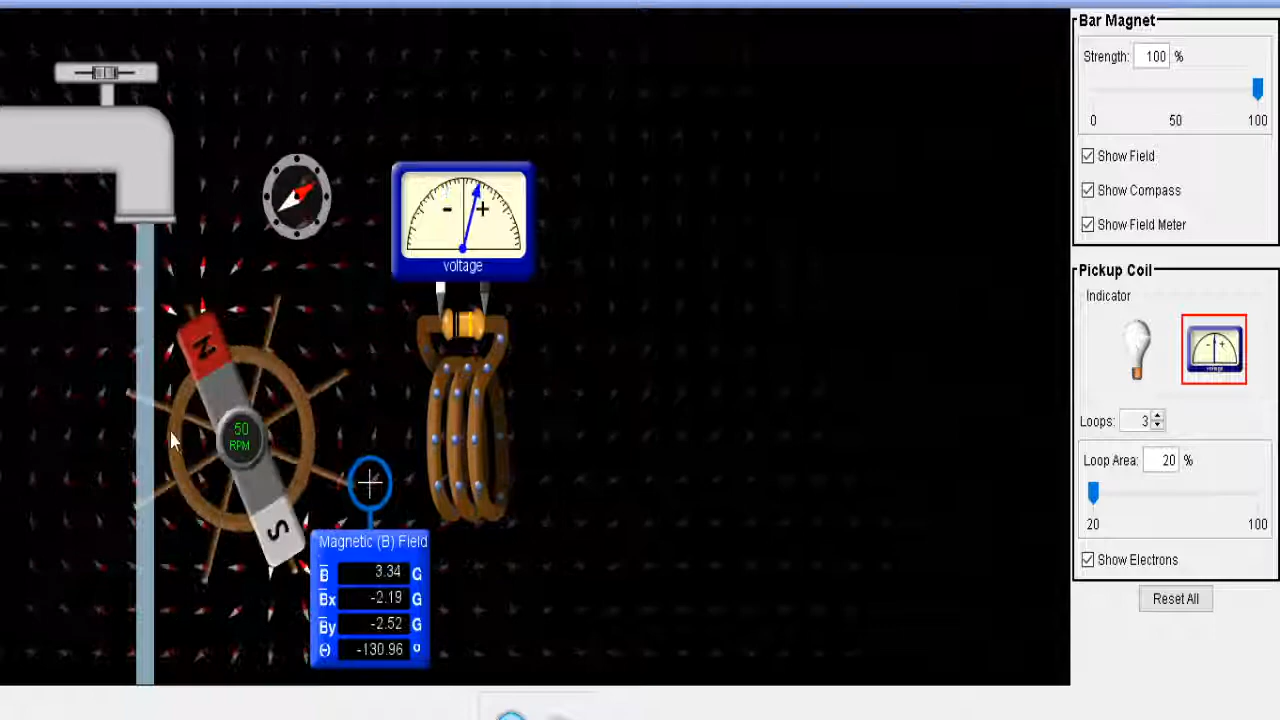 Bar Magnet
Strength: 100 %
0 50 100
Show Field
Show Compass
Show Field Meter
- +
voltage
Pickup Coil
Indicator
- +
voltage
N
50
RPM
S
Loops: 3
Loop Area: 20 %
20 100
Show Electrons
Reset All
Magnetic (B) Field
B 3.34 G
Bx -2.19 G
By -2.52 G
Θ -130.96 º